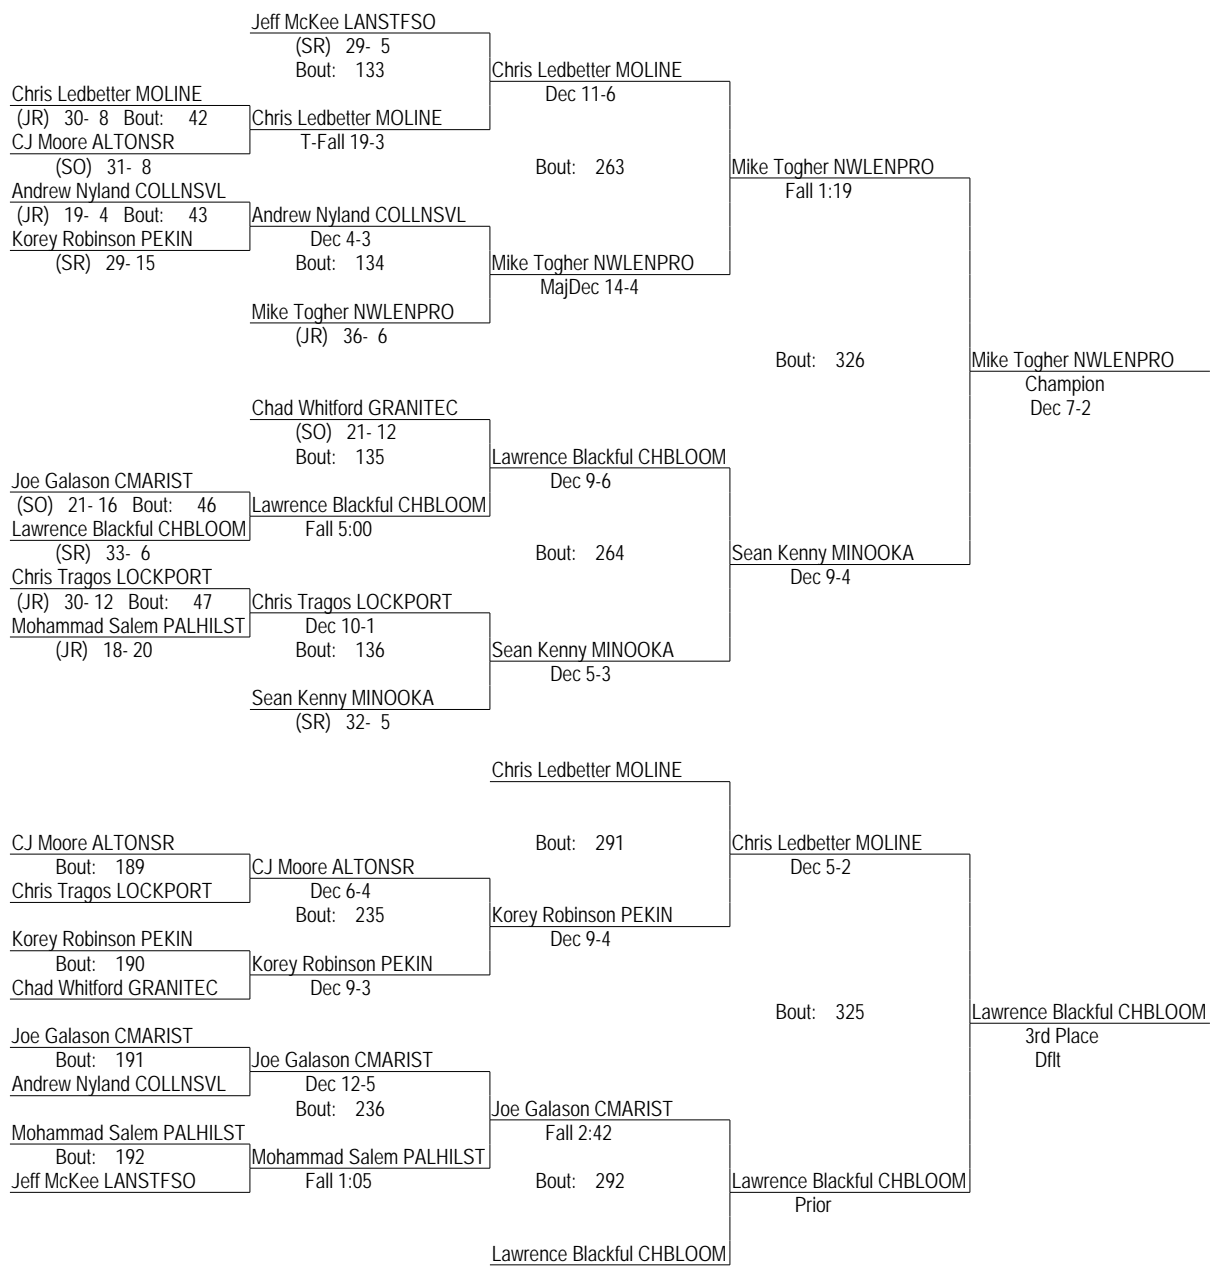 Jeff McKee LANSTFSO
(SR) 29- 5
Bout: 133
Chris Ledbetter MOLINE
Dec 11-6
Chris Ledbetter MOLINE
(JR) 30- 8 Bout: 42
Chris Ledbetter MOLINE
T-Fall 19-3
CJ Moore ALTONSR
(SO) 31- 8
Bout: 263
Mike Togher NWLENPRO
Fall 1:19
Andrew Nyland COLLNSVL
(JR) 19- 4 Bout: 43
Andrew Nyland COLLNSVL
Dec 4-3
Korey Robinson PEKIN
(SR) 29- 15
Bout: 134
Mike Togher NWLENPRO
MajDec 14-4
Mike Togher NWLENPRO
(JR) 36- 6
Bout: 326
Mike Togher NWLENPRO
Champion
Dec 7-2
Chad Whitford GRANITEC
(SO) 21- 12
Bout: 135
Lawrence Blackful CHBLOOM
Dec 9-6
Joe Galason CMARIST
(SO) 21- 16 Bout: 46
Lawrence Blackful CHBLOOM
Fall 5:00
Lawrence Blackful CHBLOOM
(SR) 33- 6
Bout: 264
Sean Kenny MINOOKA
Dec 9-4
Chris Tragos LOCKPORT
(JR) 30- 12 Bout: 47
Chris Tragos LOCKPORT
Dec 10-1
Mohammad Salem PALHILST
(JR) 18- 20
Bout: 136
Sean Kenny MINOOKA
Dec 5-3
Sean Kenny MINOOKA
(SR) 32- 5
Chris Ledbetter MOLINE
CJ Moore ALTONSR
Bout: 189
Chris Tragos LOCKPORT
CJ Moore ALTONSR
Dec 6-4
Bout: 235
Bout: 291
Chris Ledbetter MOLINE
Dec 5-2
Korey Robinson PEKIN
Dec 9-4
Korey Robinson PEKIN
Bout: 190
Chad Whitford GRANITEC
Korey Robinson PEKIN
Dec 9-3
Bout: 325
Lawrence Blackful CHBLOOM
3rd Place
Dflt
Joe Galason CMARIST
Bout: 191
Andrew Nyland COLLNSVL
Joe Galason CMARIST
Dec 12-5
Bout: 236
Joe Galason CMARIST
Fall 2:42
Mohammad Salem PALHILST
Bout: 192
Jeff McKee LANSTFSO
Mohammad Salem PALHILST
Fall 1:05
Bout: 292
Lawrence Blackful CHBLOOM
Prior
Lawrence Blackful CHBLOOM